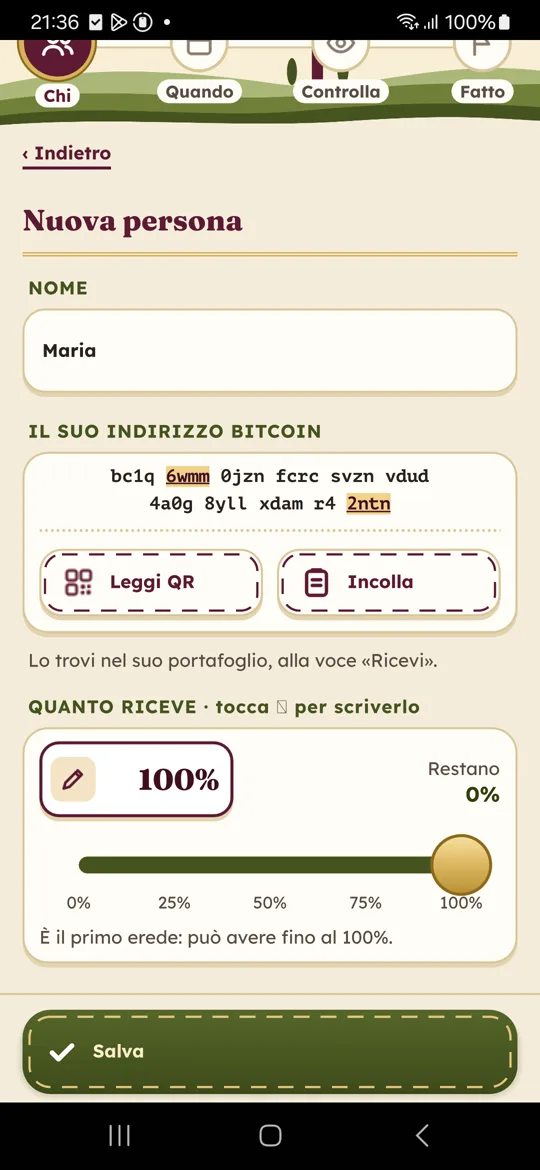 21:36
100%
Chi
Quando
Controlla
Fatto
‹ Indietro
Nuova persona
NOME
Maria
IL SUO INDIRIZZO BITCOIN
bc1q 6wmm 0jzn fcrc svzn vdud
4a0g 8yll xdam r4 2ntn
Leggi QR
Incolla
Lo trovi nel suo portafoglio, alla voce «Ricevi».
QUANTO RICEVE · tocca per scriverlo
100%
Restano
0%
0% 25% 50% 75% 100%
È il primo erede: può avere fino al 100%.
Salva